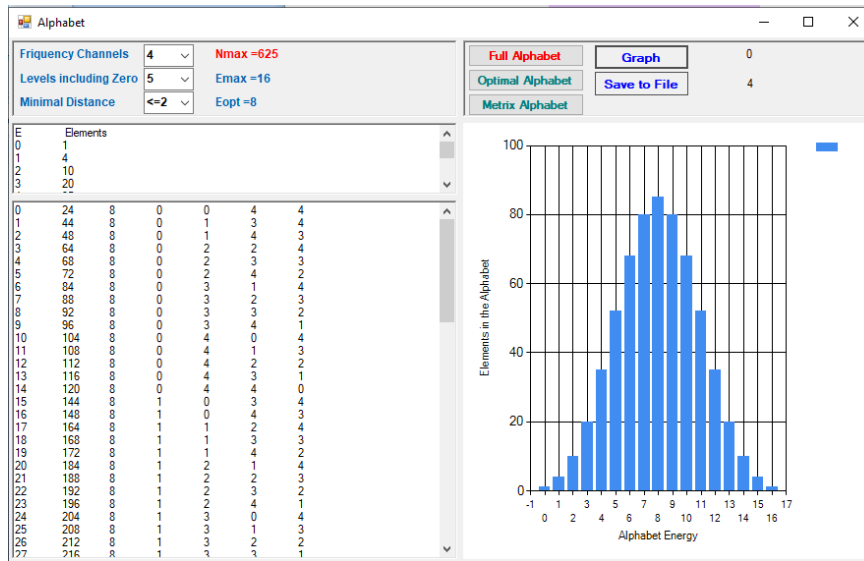 Alphabet
Friquency Channels 4 Nmax =625
Levels including Zero 5 Emax =16
Minimal Distance <=2 Eopt =8
Full Alphabet Graph 0
Optimal Alphabet Save to File 4
Metrix Alphabet
E Elements
0 1
1 4
2 10
3 20
0 24 8 0 0 4 4
1 44 8 0 1 3 4
2 48 8 0 1 4 3
3 64 8 0 2 2 4
4 68 8 0 2 3 3
5 72 8 0 2 4 2
6 84 8 0 3 1 4
7 88 8 0 3 2 3
8 92 8 0 3 3 2
9 96 8 0 3 4 1
10 104 8 0 4 0 4
11 108 8 0 4 1 3
12 112 8 0 4 2 2
13 116 8 0 4 3 1
14 120 8 0 4 4 0
15 144 8 1 0 3 4
16 148 8 1 0 4 3
17 164 8 1 1 2 4
18 168 8 1 1 3 3
19 172 8 1 1 4 2
20 184 8 1 2 1 4
21 188 8 1 2 2 3
22 192 8 1 2 3 2
23 196 8 1 2 4 1
24 204 8 1 3 0 4
25 208 8 1 3 1 3
26 212 8 1 3 2 2
27 216 8 1 3 3 1
100
80
60
40
20
0
Elements in the Alphabet
-1 1 3 5 7 9 11 13 15 17
0 2 4 6 8 10 12 14 16
Alphabet Energy